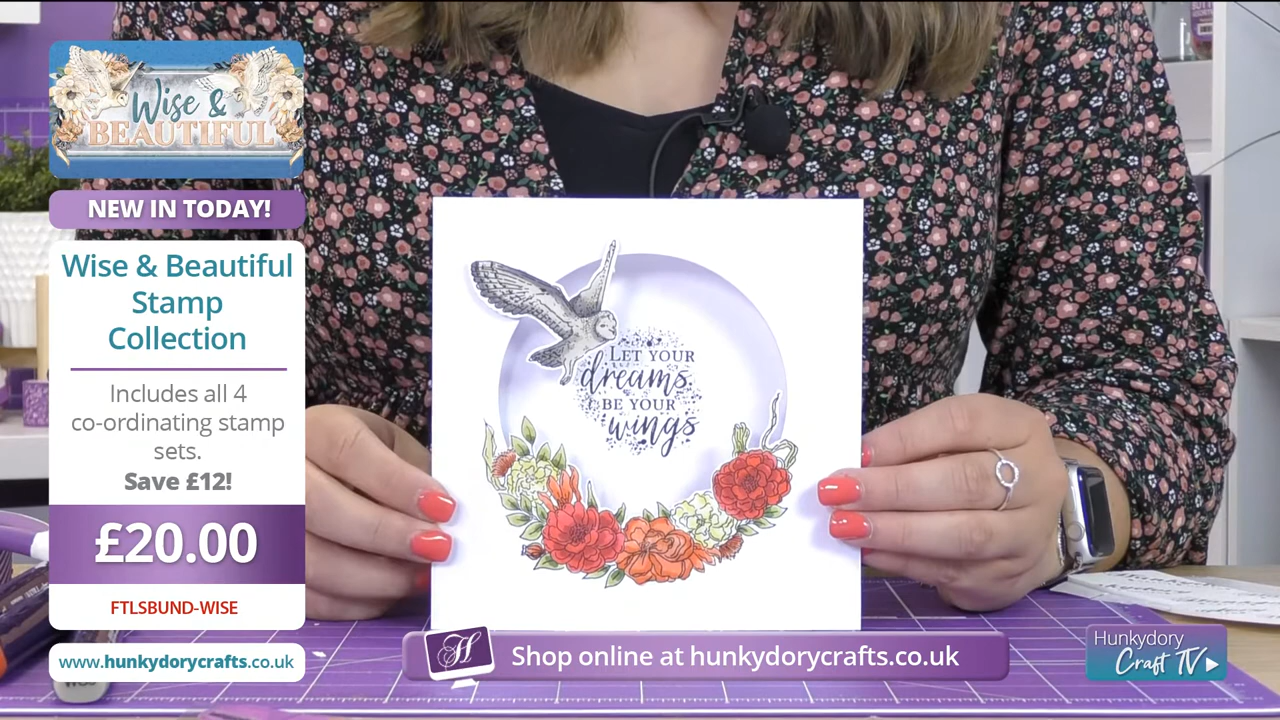 Wise &
BEAUTIFUL
NEW IN TODAY!
Wise & Beautiful
Stamp
Collection
Includes all 4
co-ordinating stamp
sets.
Save £12!
£20.00
FTLSBUND-WISE
www.hunkydorycrafts.co.uk
LET YOUR
dreams
BE YOUR
wings
H
Shop online at hunkydorycrafts.co.uk
Hunkydory
Craft TV